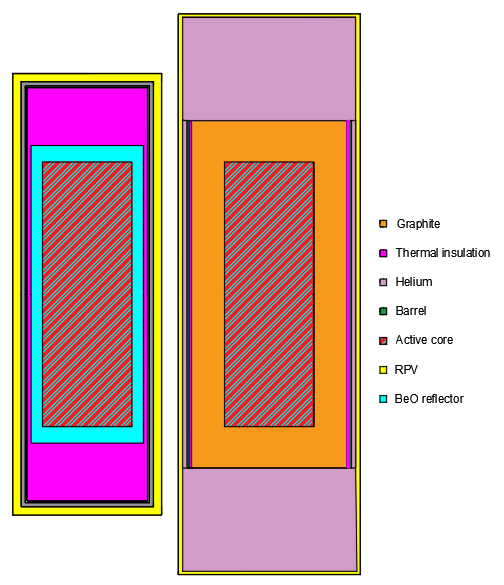 Graphite
Thermal insulation
Helium
Barrel
Active core
RPV
BeO reflector